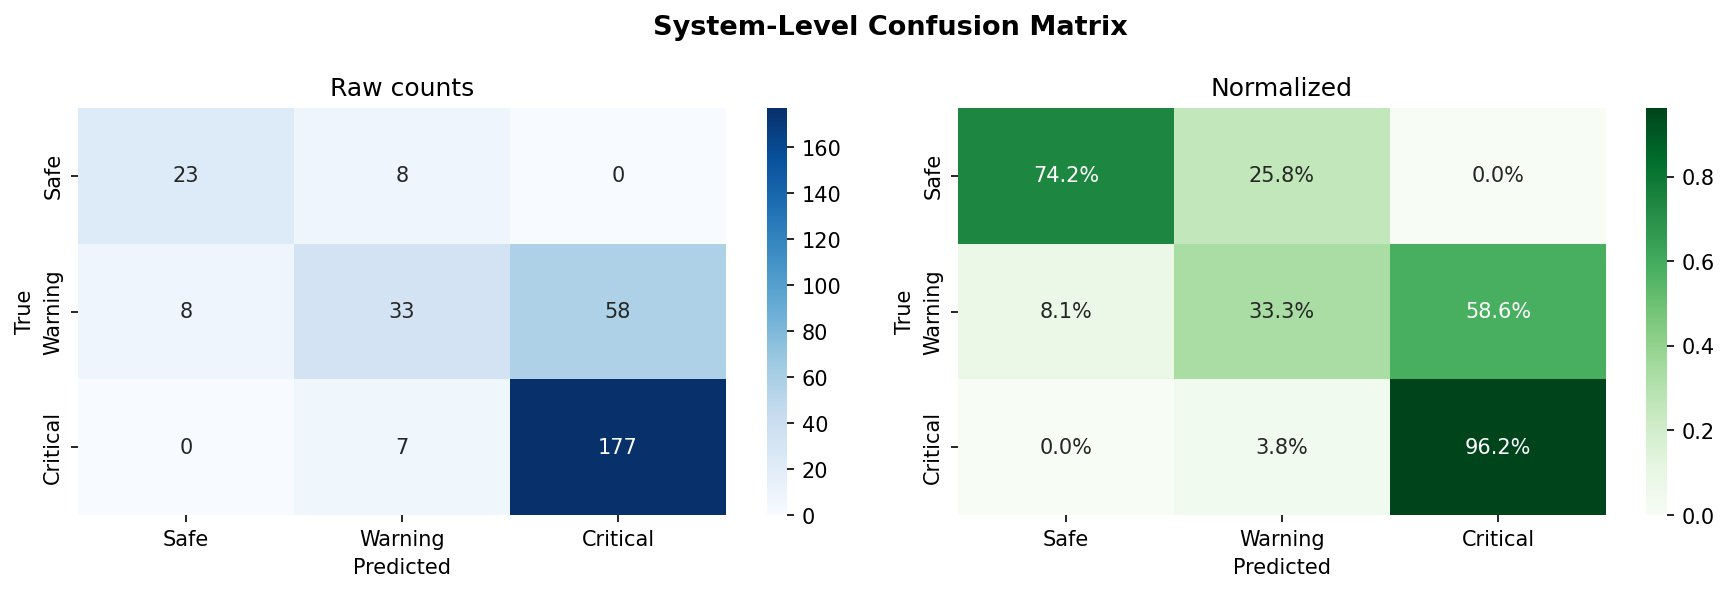 System-Level Confusion Matrix
Raw counts
Safe
Warning
Critical
True
23 8 0
8 33 58
0 7 177
Safe Warning Critical
Predicted
160
140
120
100
80
60
40
20
0
Normalized
Safe
Warning
Critical
True
74.2% 25.8% 0.0%
8.1% 33.3% 58.6%
0.0% 3.8% 96.2%
Safe Warning Critical
Predicted
0.8
0.6
0.4
0.2
0.0